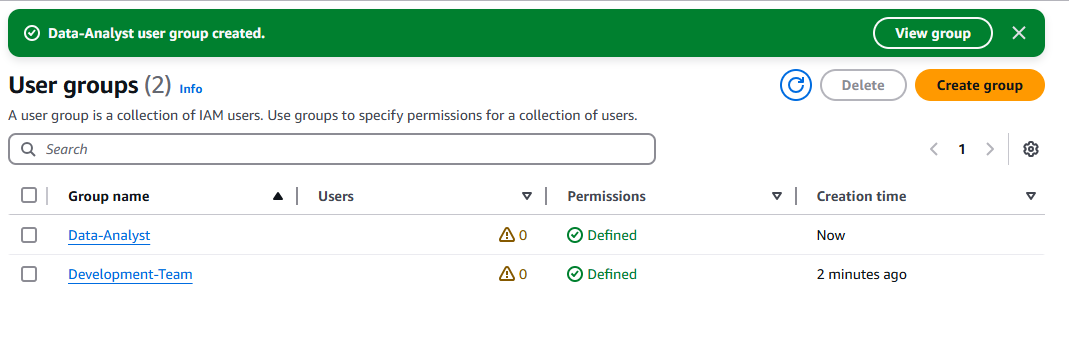 Data-Analyst user group created. View group
User groups (2) Info Delete Create group
A user group is a collection of IAM users. Use groups to specify permissions for a collection of users.
Search 1
Group name Users Permissions Creation time
Data-Analyst 0 Defined Now
Development-Team 0 Defined 2 minutes ago